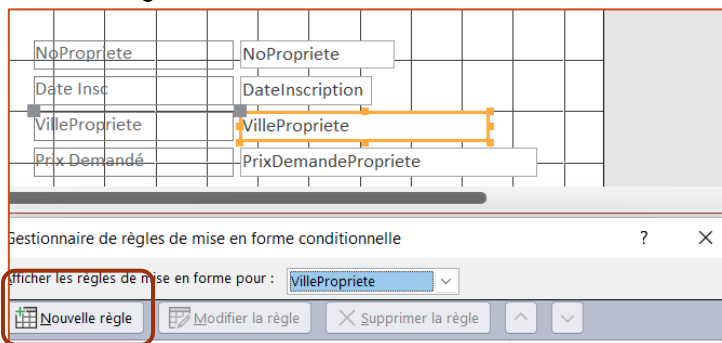 NoPropriete NoPropriete
Date Insc DateInscription
VillePropriete VillePropriete
Prix Demandé PrixDemandePropriete
Gestionnaire de règles de mise en forme conditionnelle ? ×
Afficher les règles de mise en forme pour : VillePropriete
Nouvelle règle Modifier la règle Supprimer la règle